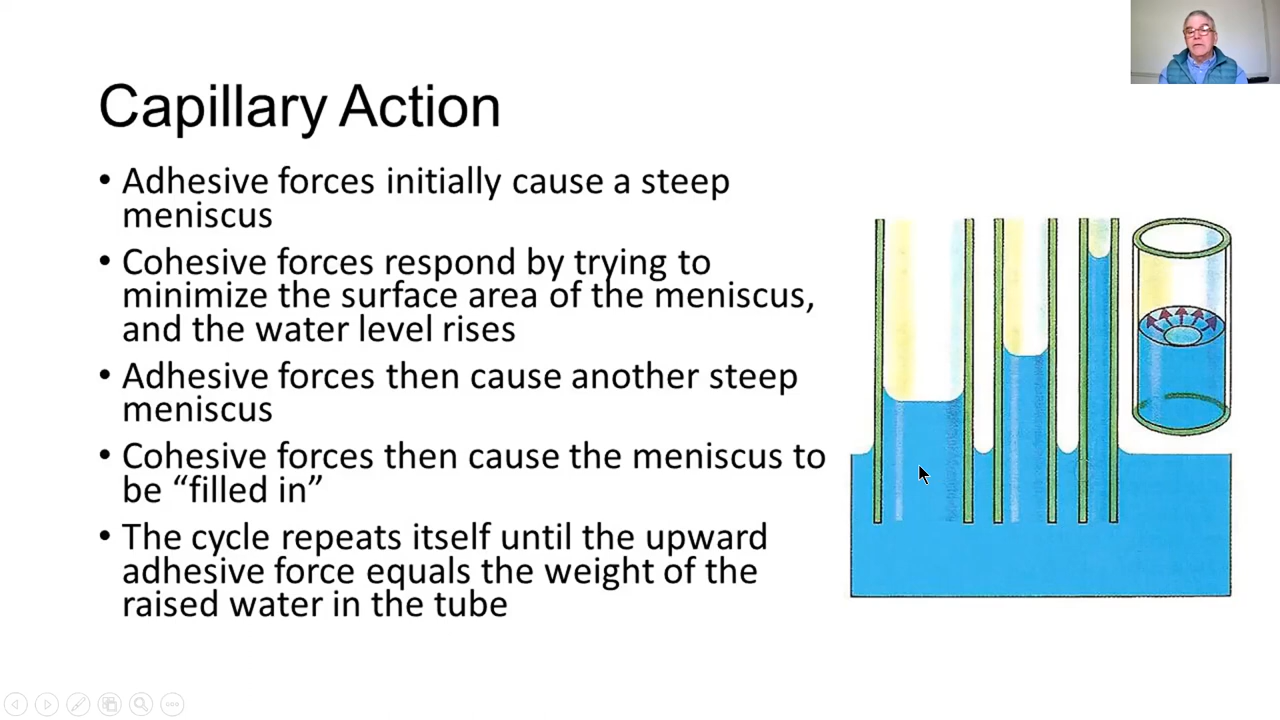 Capillary Action
• Adhesive forces initially cause a steep
meniscus
• Cohesive forces respond by trying to
minimize the surface area of the meniscus,
and the water level rises
• Adhesive forces then cause another steep
meniscus
• Cohesive forces then cause the meniscus to
be “filled in”
• The cycle repeats itself until the upward
adhesive force equals the weight of the
raised water in the tube